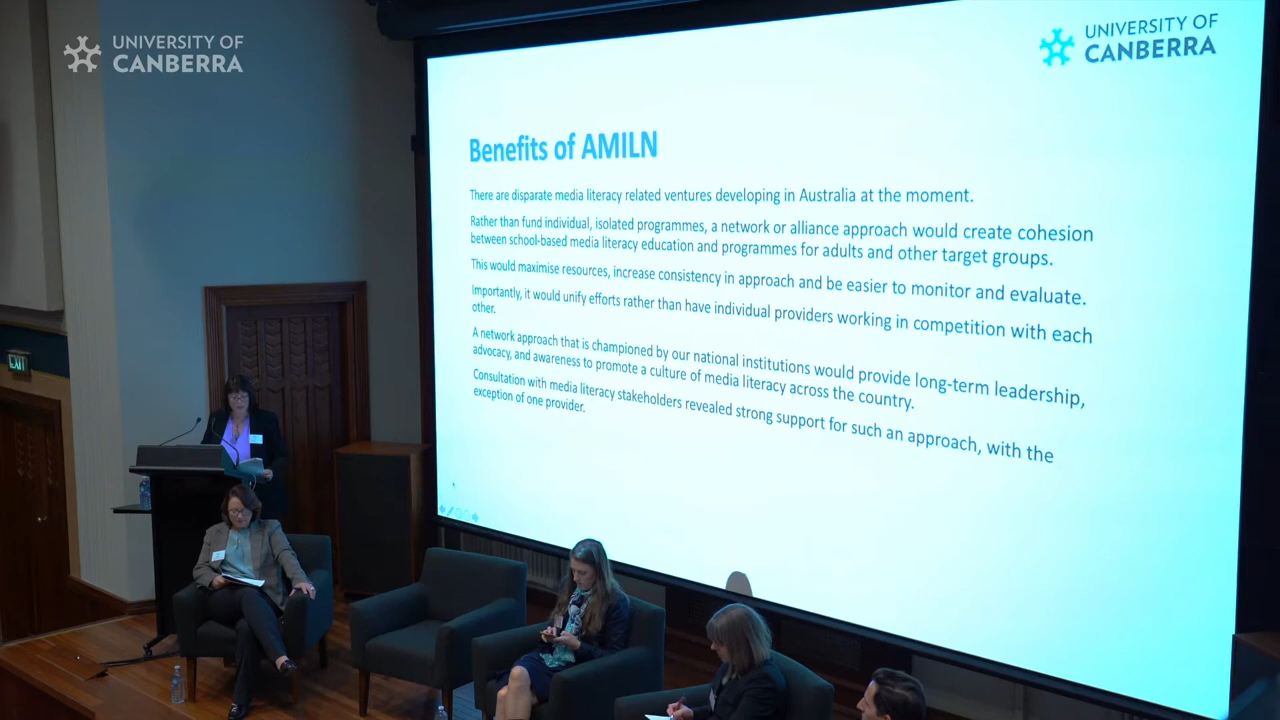 UNIVERSITY OF
CANBERRA
UNIVERSITY OF
CANBERRA
Benefits of AMILN
There are disparate media literacy related ventures developing in Australia at the moment.
Rather than fund individual, isolated programmes, a network or alliance approach would create cohesion
between school-based media literacy education and programmes for adults and other target groups.
This would maximise resources, increase consistency in approach and be easier to monitor and evaluate.
Importantly, it would unify efforts rather than have individual providers working in competition with each
other.
A network approach that is championed by our national institutions would provide long-term leadership,
advocacy, and awareness to promote a culture of media literacy across the country.
Consultation with media literacy stakeholders revealed strong support for such an approach, with the
exception of one provider.
EXIT